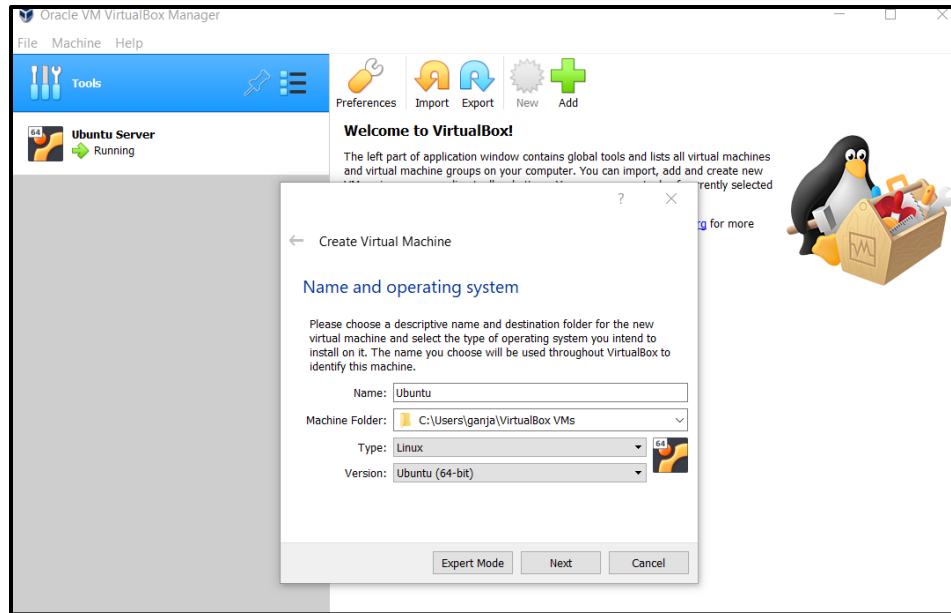 Oracle VM VirtualBox Manager
File Machine Help
Tools
Preferences Import Export New Add
64
Ubuntu Server
Running
Welcome to VirtualBox!
The left part of application window contains global tools and lists all virtual machines
and virtual machine groups on your computer. You can import, add and create new
rently selected
rg for more
?
Create Virtual Machine
Name and operating system
Please choose a descriptive name and destination folder for the new
virtual machine and select the type of operating system you intend to
install on it. The name you choose will be used throughout VirtualBox to
identify this machine.
Name: Ubuntu
Machine Folder: C:\Users\ganja\VirtualBox VMs
Type: Linux
64
Version: Ubuntu (64-bit)
Expert Mode Next Cancel